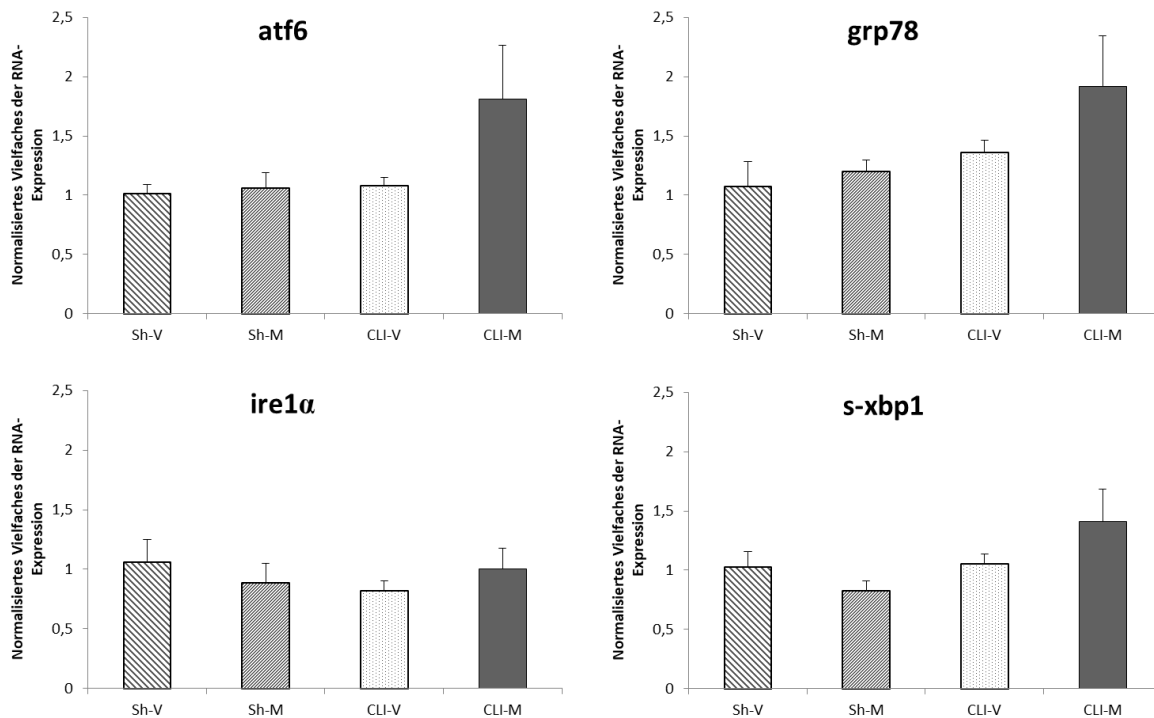 atf6
Normalisiertes Vielfaches der RNA-
Expression
2,5
2
1,5
1
0,5
0
Sh-V
Sh-M
CLI-V
CLI-M
grp78
Normalisiertes Vielfaches der RNA-
Expression
2,5
2
1,5
1
0,5
0
Sh-V
Sh-M
CLI-V
CLI-M
ire1α
Normalisiertes Vielfaches der RNA-
Expression
2,5
2
1,5
1
0,5
0
Sh-V
Sh-M
CLI-V
CLI-M
s-xbp1
Normalisiertes Vielfaches der RNA-
Expression
2,5
2
1,5
1
0,5
0
Sh-V
Sh-M
CLI-V
CLI-M